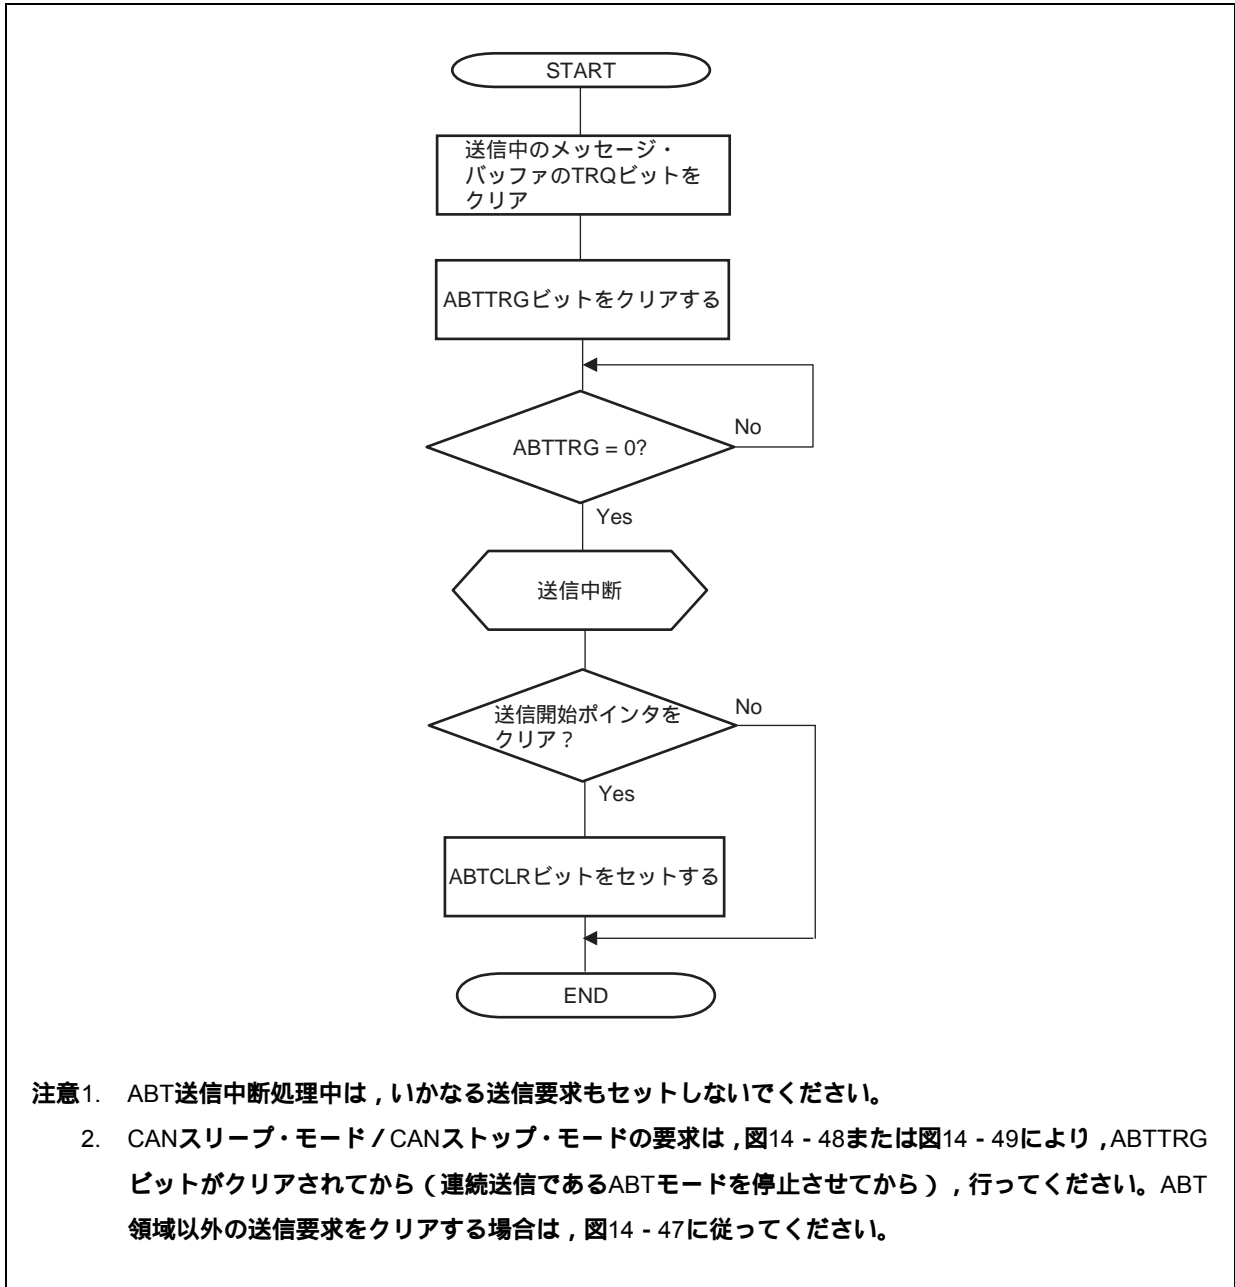 START
送信中のメッセージ・
バッファのTRQビットを
クリア
ABTTRGビットをクリアする
ABTTRG = 0?
No
Yes
送信中断
送信開始ポインタを
クリア？
No
Yes
ABTCLRビットをセットする
END
注意1. ABT送信中断処理中は，いかなる送信要求もセットしないでください。
2. CANスリープ・モード／CANストップ・モードの要求は，図14 - 48または図14 - 49により，ABTTRG
ビットがクリアされてから（連続送信であるABTモードを停止させてから），行ってください。ABT
領域以外の送信要求をクリアする場合は，図14 - 47に従ってください。